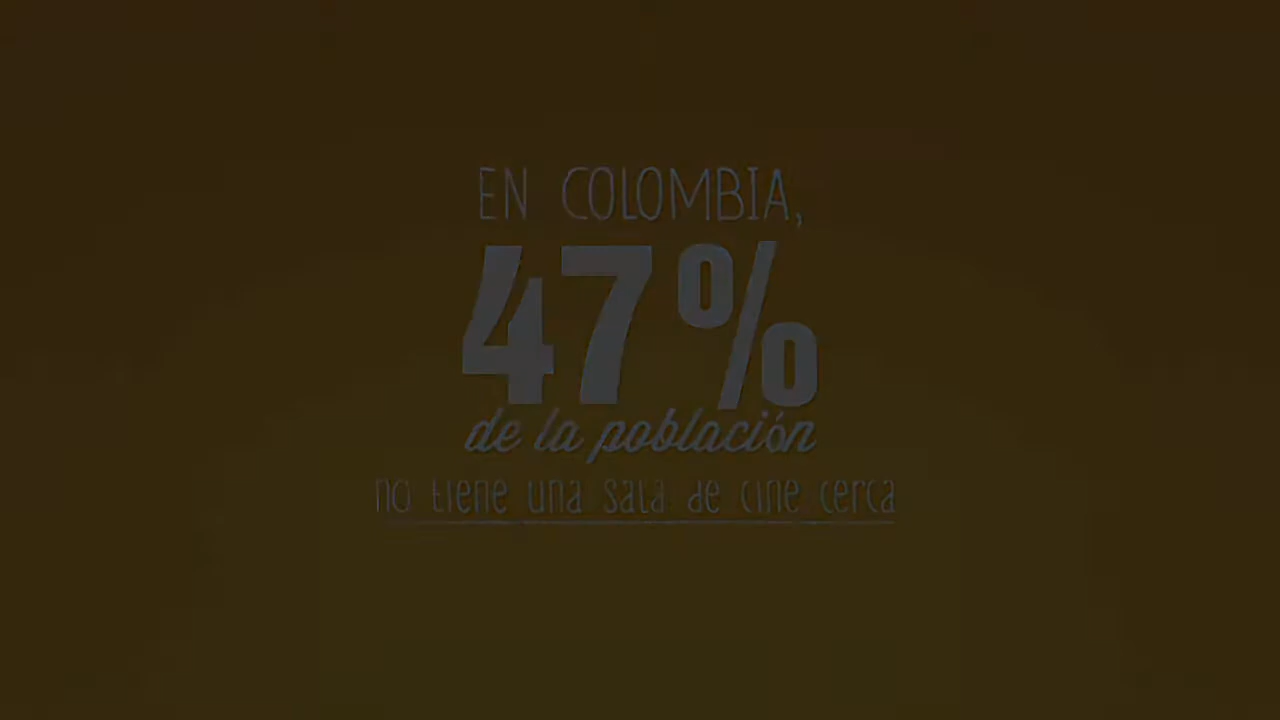 EN COLOMBIA,
47%
de la población
no tiene una sala de cine cerca